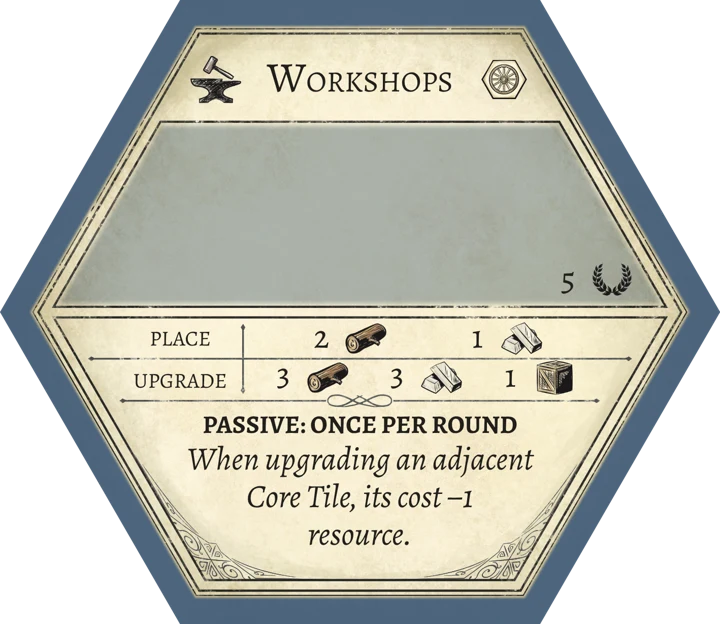 WORKSHOPS
5
PLACE 2 1
UPGRADE 3 3 1
PASSIVE: ONCE PER ROUND
When upgrading an adjacent
Core Tile, its cost –1
resource.